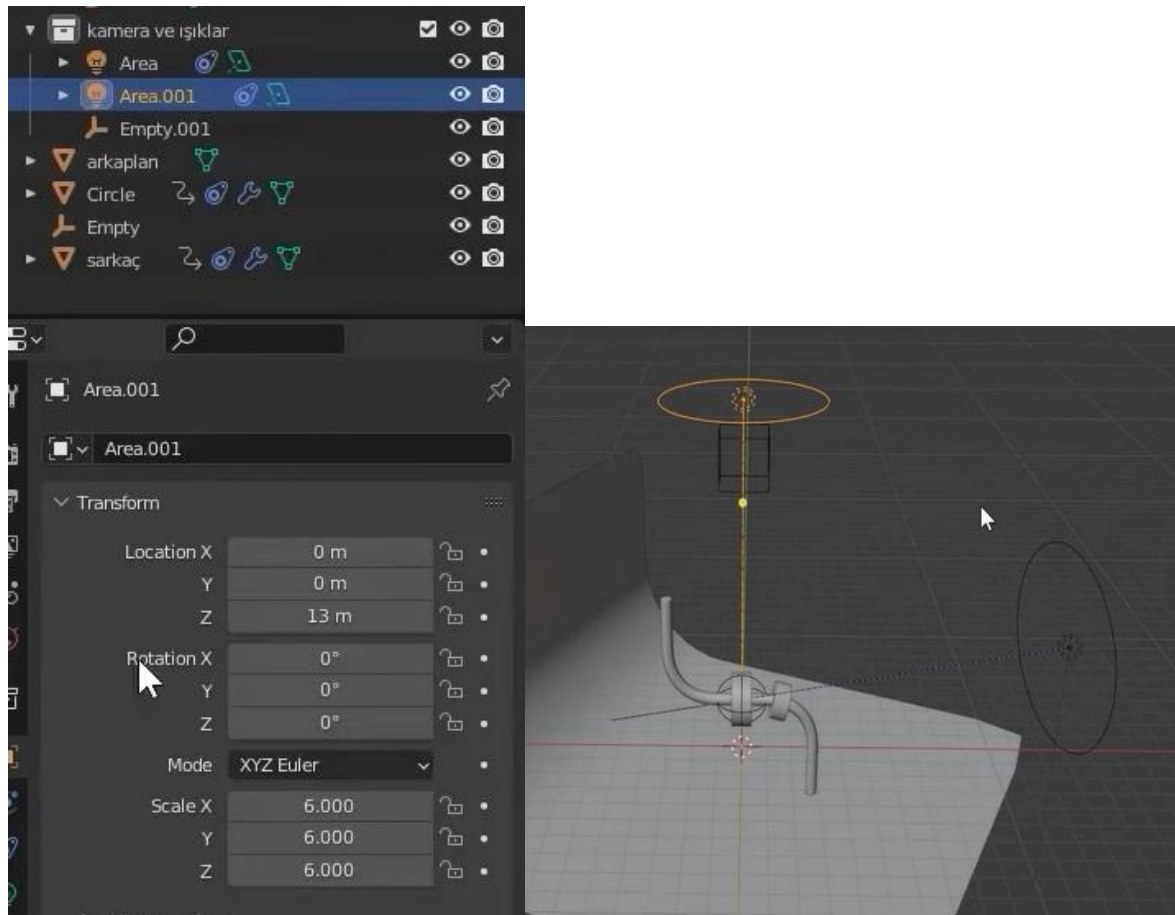 kamera ve ışıklar
Area
Area.001
Empty.001
arkaplan
Circle
Empty
sarkaç
Area.001
Area.001
Transform
Location X 0 m
Y 0 m
Z 13 m
Rotation X 0°
Y 0°
Z 0°
Mode XYZ Euler
Scale X 6.000
Y 6.000
Z 6.000